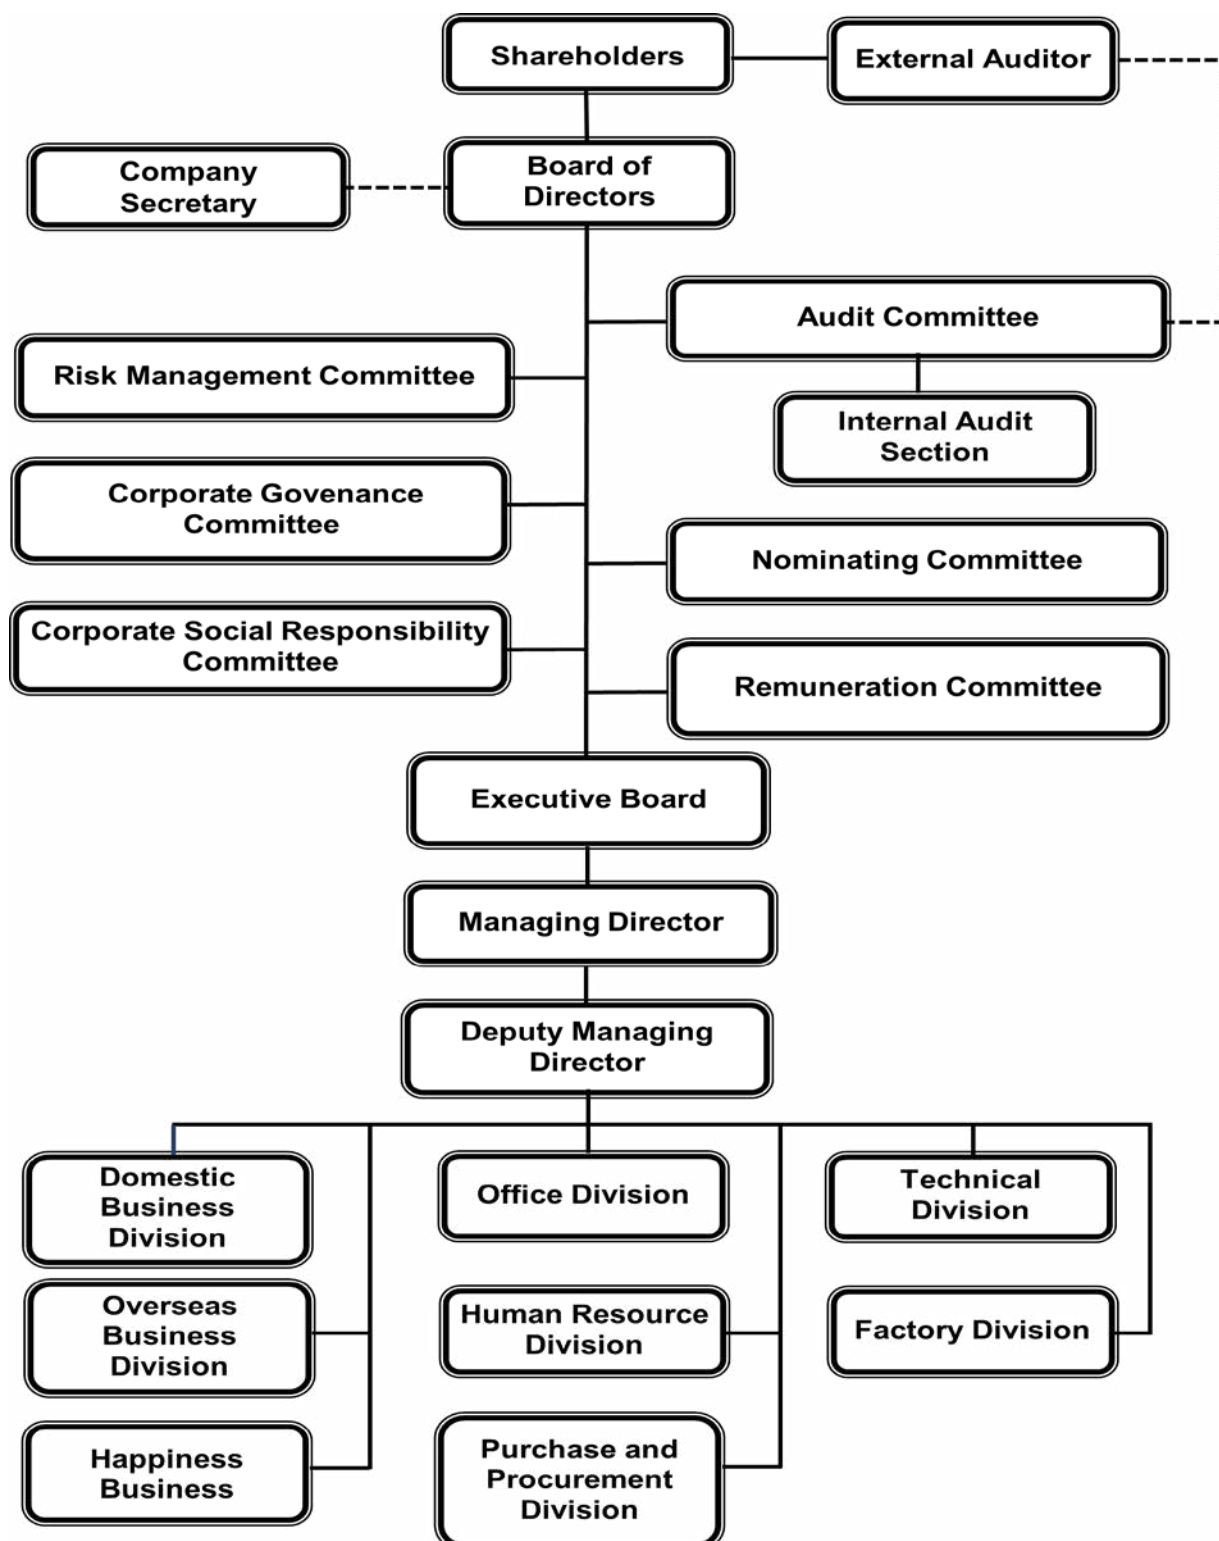 Shareholders
External Auditor
Company
Secretary
Board of
Directors
Audit Committee
Risk Management Committee
Internal Audit
Section
Corporate Govenance
Committee
Nominating Committee
Corporate Social Responsibility
Committee
Remuneration Committee
Executive Board
Managing Director
Deputy Managing
Director
Domestic
Business
Division
Office Division
Technical
Division
Overseas
Business
Division
Human Resource
Division
Factory Division
Happiness
Business
Purchase and
Procurement
Division